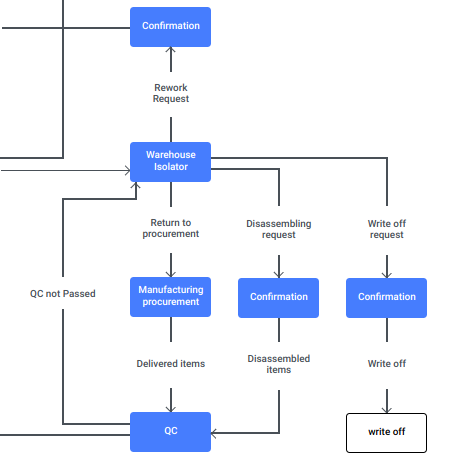 Confirmation
Rework
Request
Warehouse
Isolator
Return to
procurement
Disassembling
request
Write off
request
QC not Passed
Manufacturing
procurement
Confirmation
Confirmation
Delivered items
Disassembled
items
Write off
QC
write off